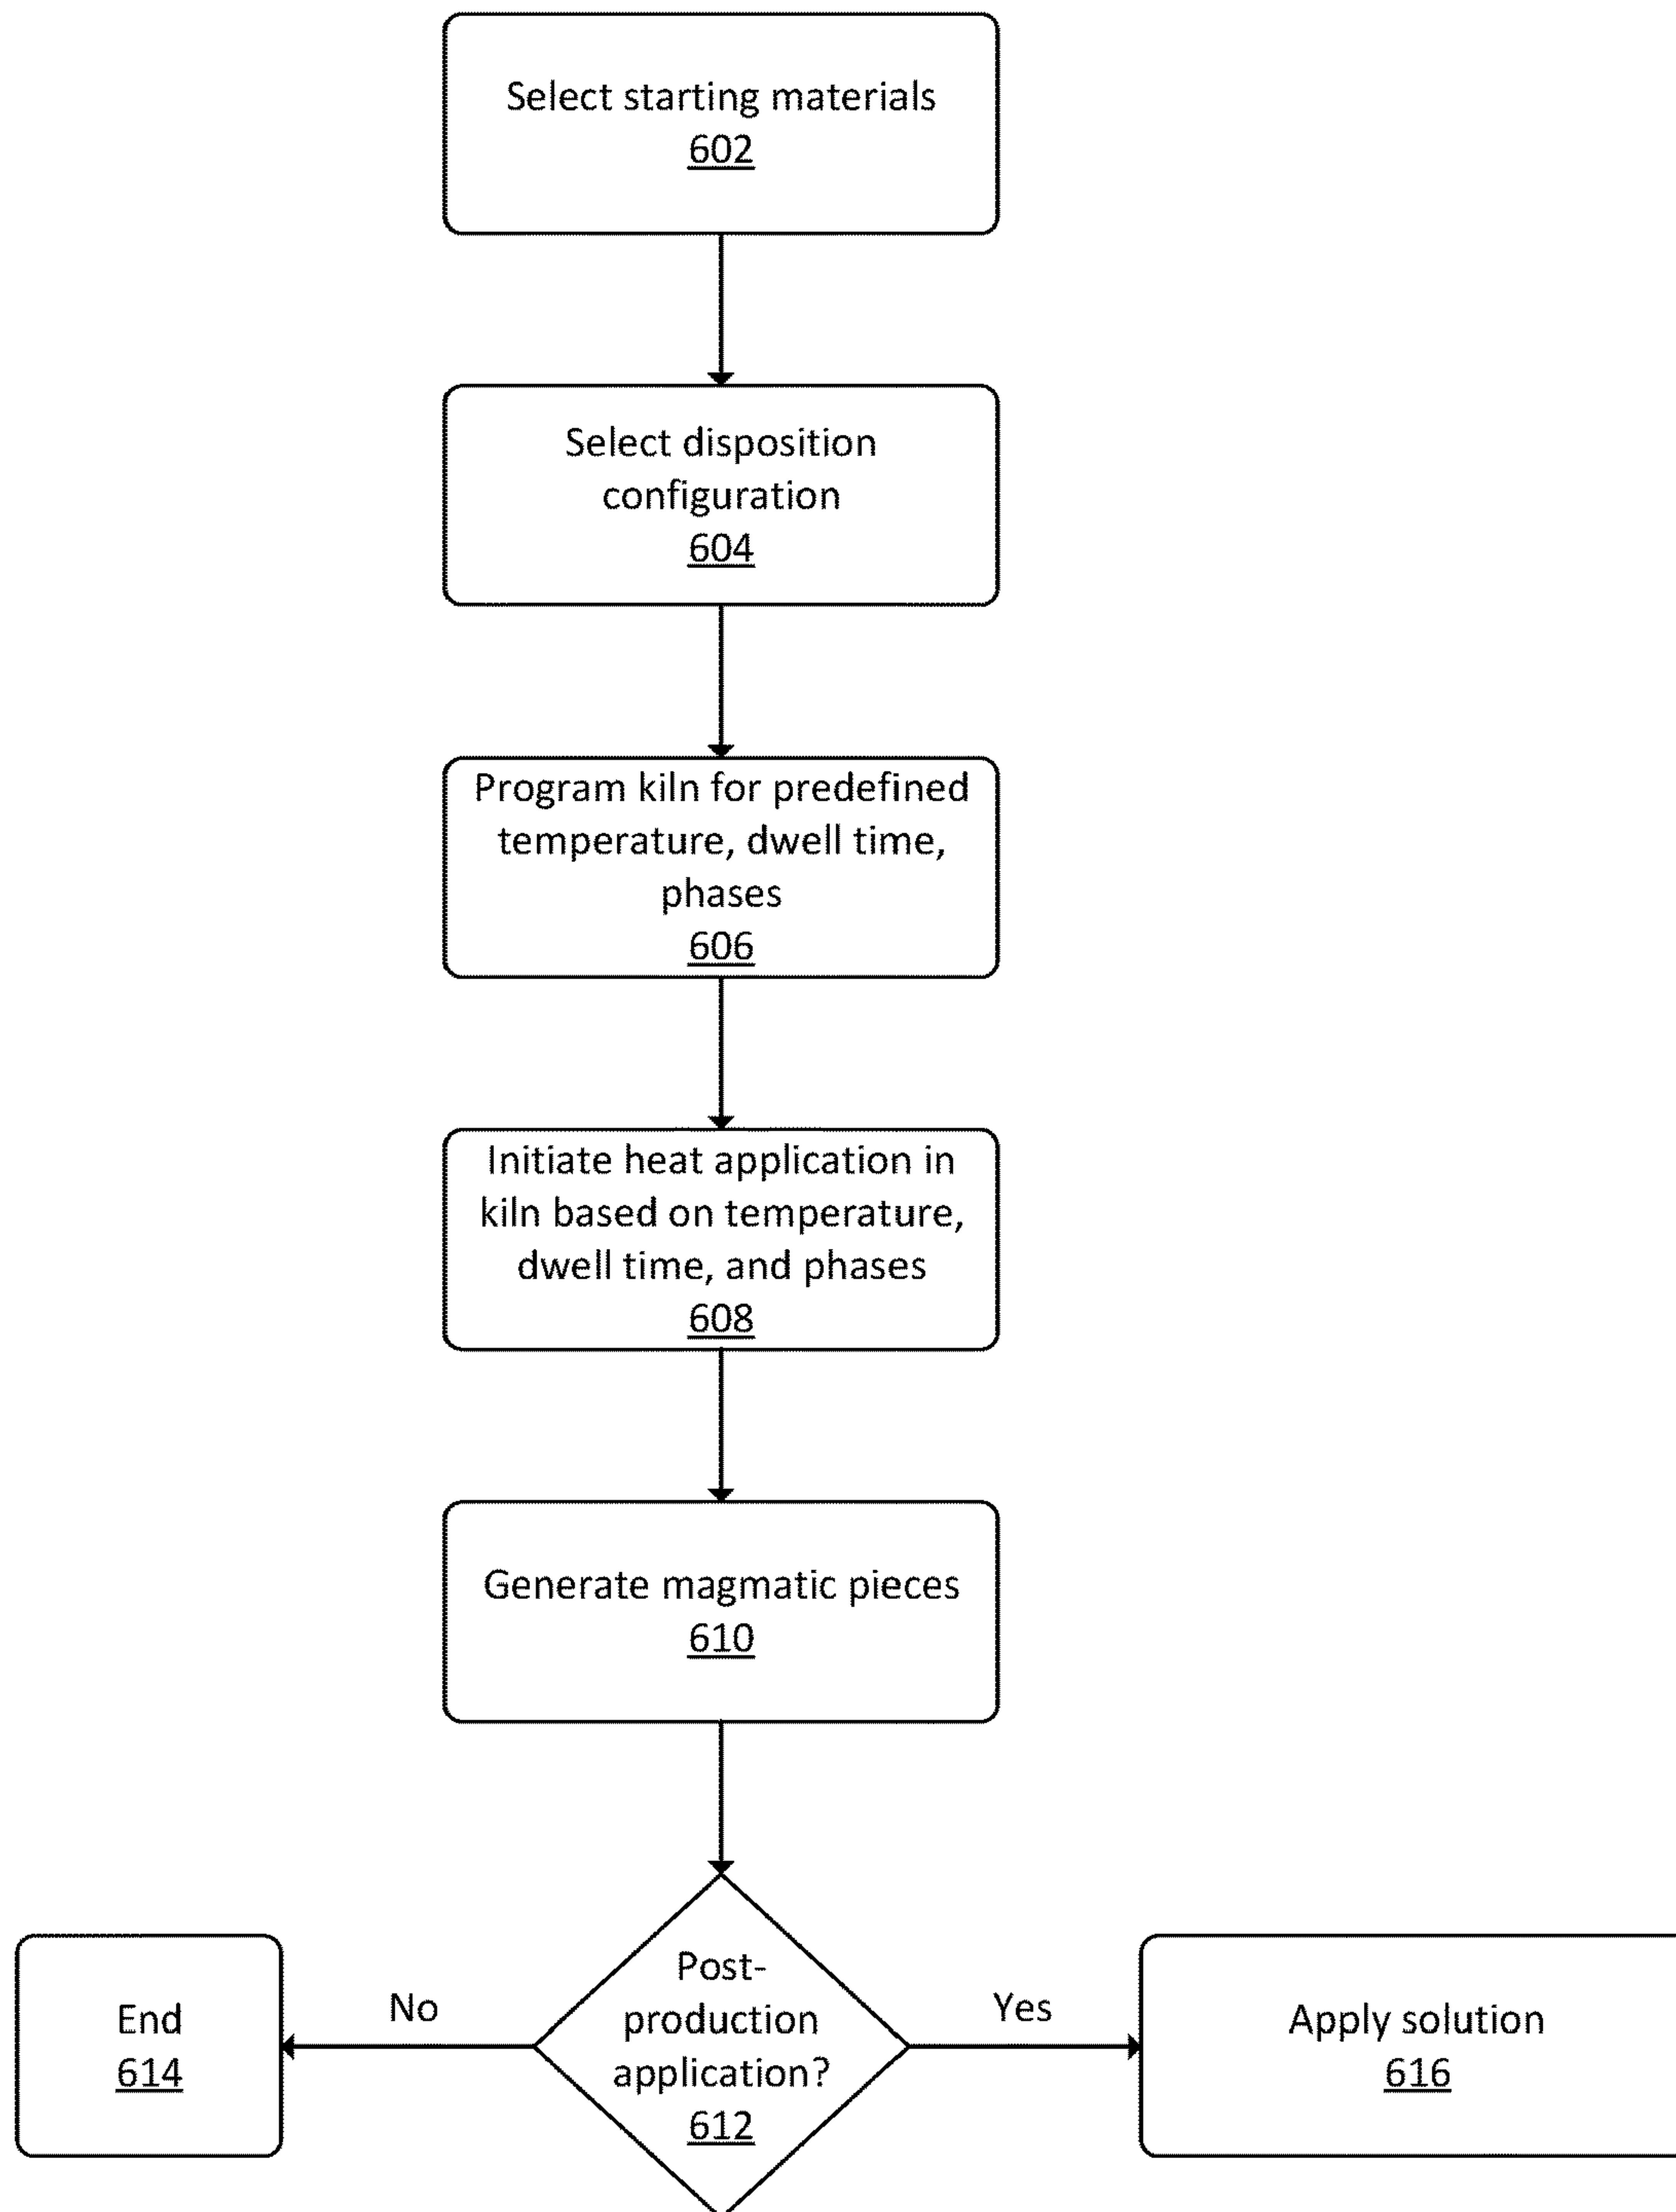 Select starting materials
602
Select disposition
configuration
604
Program kiln for predefined
temperature, dwell time,
phases
606
Initiate heat application in
kiln based on temperature,
dwell time, and phases
608
Generate magmatic pieces
610
Post-
production
application?
612
No
End
614
Yes
Apply solution
616